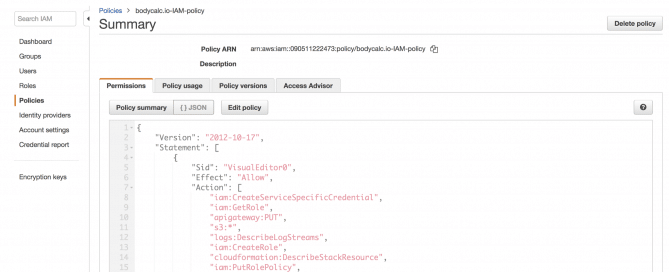 Search IAM
Dashboard
Groups
Users
Roles
Policies
Identity providers
Account settings
Credential report
Encryption keys
Policies > bodycalc.io-IAM-policy
Summary
Delete policy
Policy ARN arn:aws:iam::090511222473:policy/bodycalc.io-IAM-policy
Description
Permissions Policy usage Policy versions Access Advisor
Policy summary { } JSON Edit policy ?
1 {
2 "Version": "2012-10-17",
3 "Statement": [
4 {
5 "Sid": "VisualEditor0",
6 "Effect": "Allow",
7 "Action": [
8 "iam:CreateServiceSpecificCredential",
9 "iam:GetRole",
10 "apigateway:PUT",
11 "s3:*",
12 "logs:DescribeLogStreams",
13 "iam:CreateRole",
14 "cloudformation:DescribeStackResource",
15 "iam:PutRolePolicy",